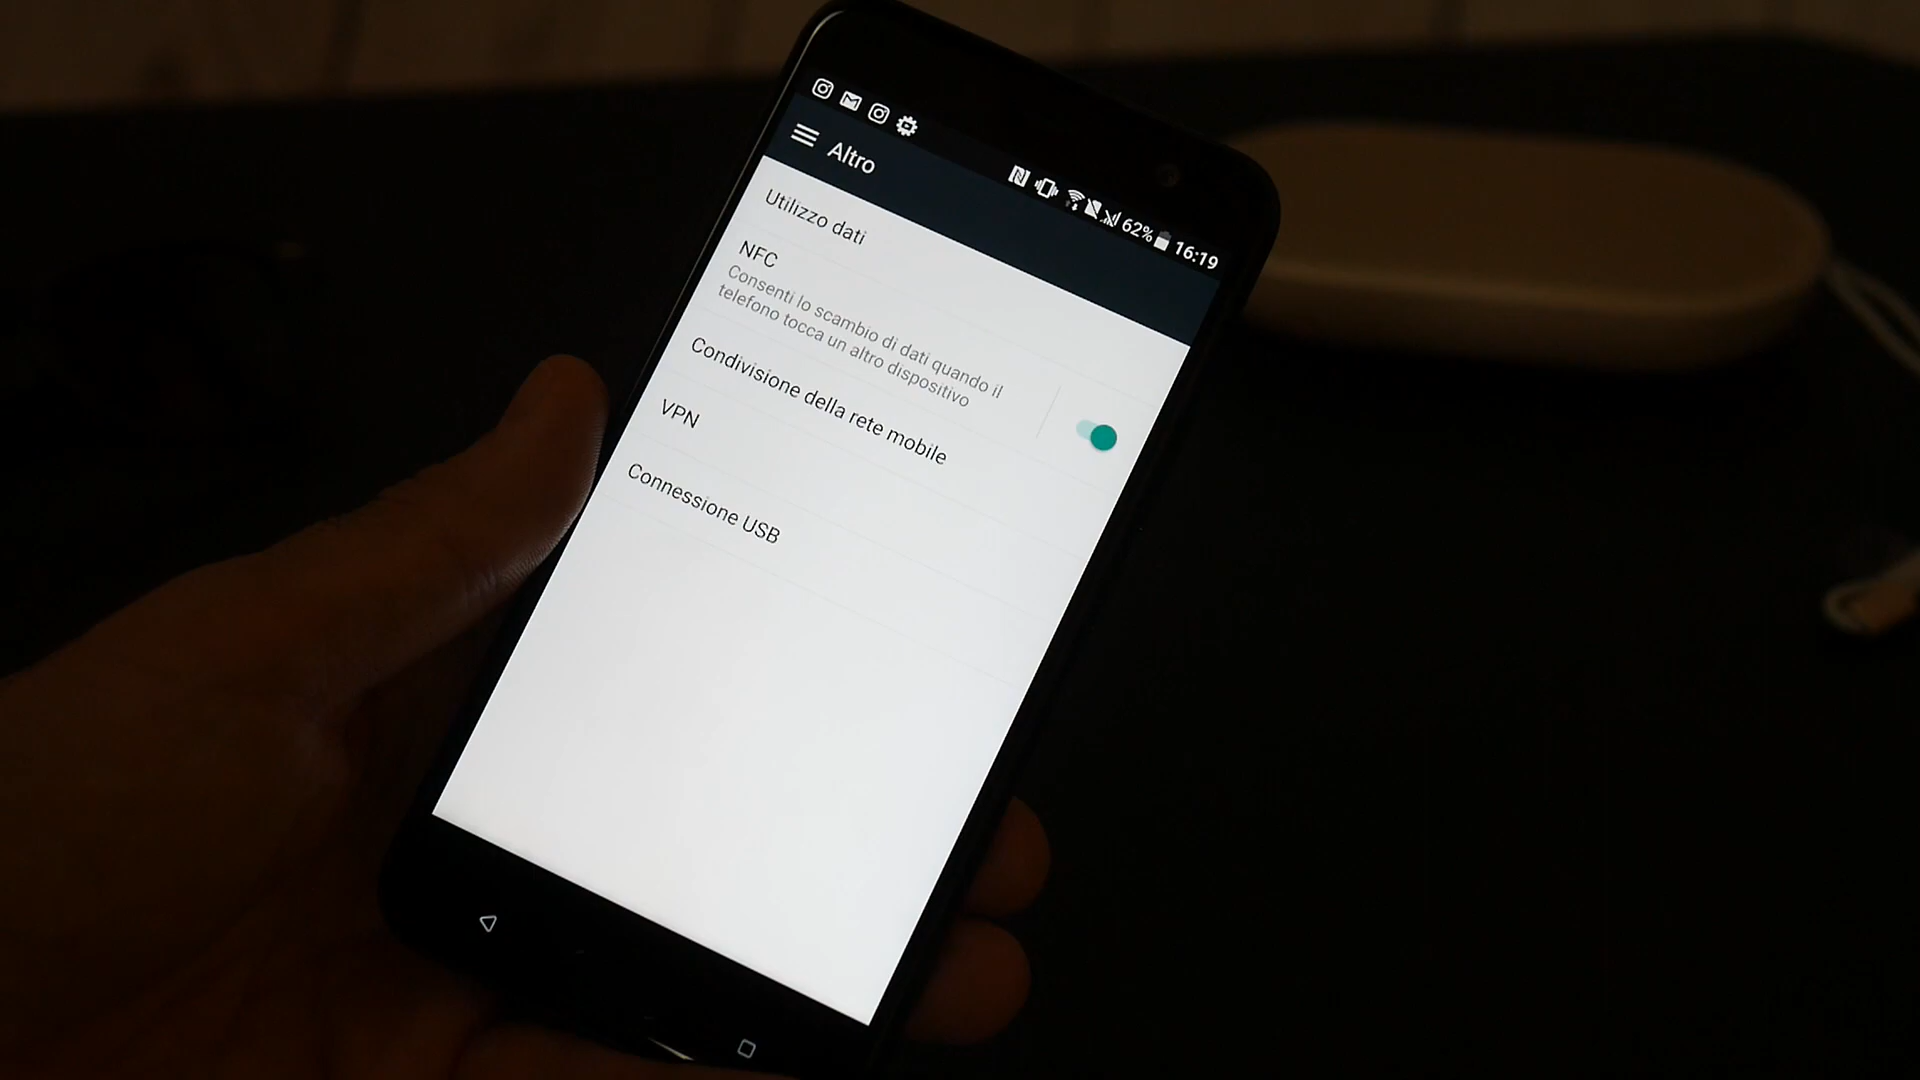 62% 16:19
Altro
Utilizzo dati
NFC
Consenti lo scambio di dati quando il
telefono tocca un altro dispositivo
Condivisione della rete mobile
VPN
Connessione USB